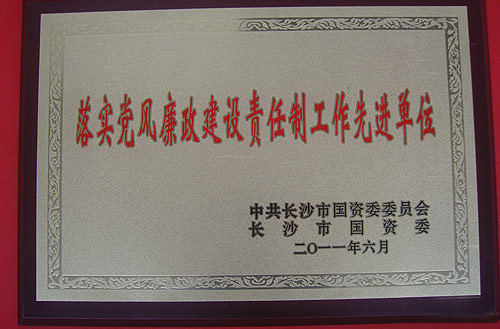 落实党风廉政建设责任制工作先进单位
中共长沙市国资委委员会
长沙市国资委
二〇一一年六月